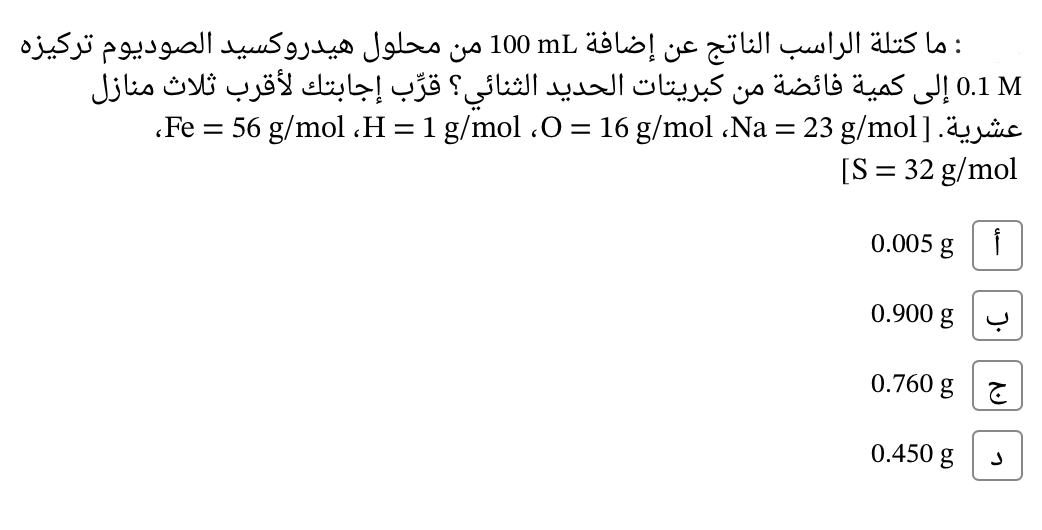 : ما كتلة الراسب الناتج عن إضافة 100 mL من محلول هيدروكسيد الصوديوم تركيزه
0.1 M إلى كمية فائضة من كبريتات الحديد الثنائي؟ قرِّب إجابتك لأقرب ثلاث منازل
عشرية. [Na = 23 g/mol، O = 16 g/mol، H = 1 g/mol، Fe = 56 g/mol،
S = 32 g/mol]
أ 0.005 g
ب 0.900 g
ج 0.760 g
د 0.450 g